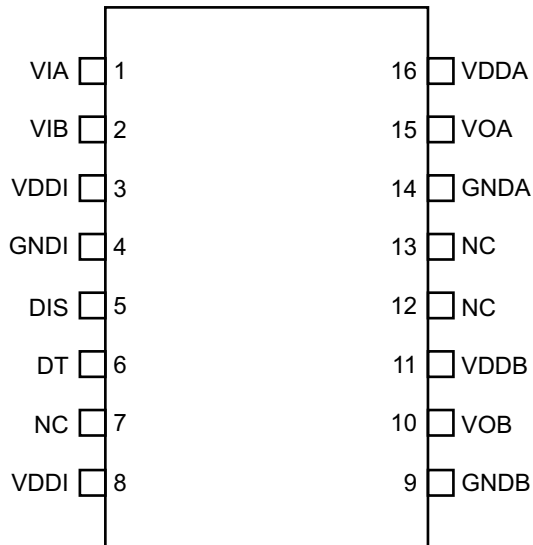 VIA 1 16 VDDA
VIB 2 15 VOA
VDDI 3 14 GNDA
GNDI 4 13 NC
DIS 5 12 NC
DT 6 11 VDDB
NC 7 10 VOB
VDDI 8 9 GNDB